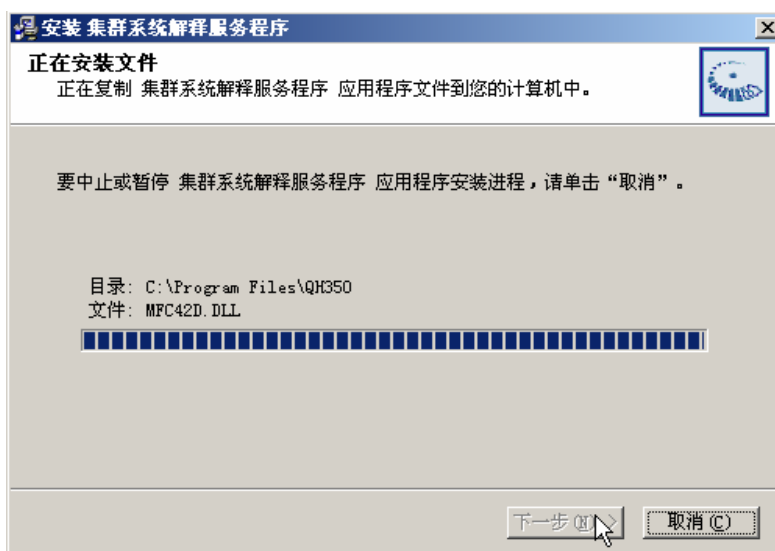 安装 集群系统解释服务程序
正在安装文件
正在复制 集群系统解释服务程序 应用程序文件到您的计算机中。
要中止或暂停 集群系统解释服务程序 应用程序安装进程，请单击“取消”。
目录: C:\Program Files\QH350
文件: MFC42D.DLL
下一步(N)>
取消(C)